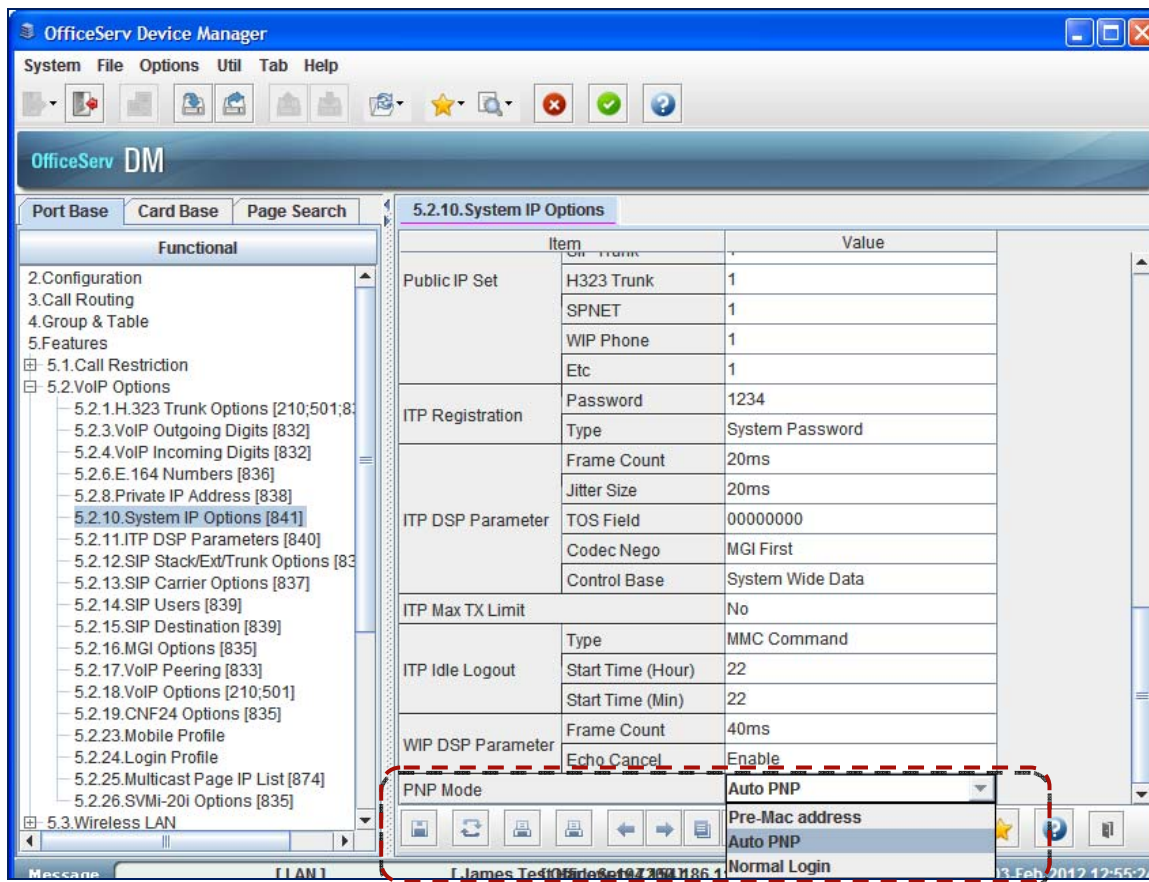 OfficeServ Device Manager
System File Options Util Tab Help
OfficeServ DM
Port Base Card Base Page Search
Functional
2.Configuration
3.Call Routing
4.Group & Table
5.Features
5.1.Call Restriction
5.2.VoIP Options
5.2.1.H.323 Trunk Options [210;501;83
5.2.3.VoIP Outgoing Digits [832]
5.2.4.VoIP Incoming Digits [832]
5.2.6.E.164 Numbers [836]
5.2.8.Private IP Address [838]
5.2.10.System IP Options [841]
5.2.11.ITP DSP Parameters [840]
5.2.12.SIP Stack/Ext/Trunk Options [83
5.2.13.SIP Carrier Options [837]
5.2.14.SIP Users [839]
5.2.15.SIP Destination [839]
5.2.16.MGI Options [835]
5.2.17.VoIP Peering [833]
5.2.18.VoIP Options [210;501]
5.2.19.CNF24 Options [835]
5.2.23.Mobile Profile
5.2.24.Login Profile
5.2.25.Multicast Page IP List [874]
5.2.26.SVMi-20i Options [835]
5.3.Wireless LAN
5.2.10.System IP Options
Item Value
Public IP Set
H323 Trunk 1
SPNET 1
WIP Phone 1
Etc 1
ITP Registration
Password 1234
Type System Password
ITP DSP Parameter
Frame Count 20ms
Jitter Size 20ms
TOS Field 00000000
Codec Nego MGI First
Control Base System Wide Data
ITP Max TX Limit No
ITP Idle Logout
Type MMC Command
Start Time (Hour) 22
Start Time (Min) 22
WIP DSP Parameter
Frame Count 40ms
Echo Cancel Enable
PNP Mode Auto PNP
Pre-Mac address
Auto PNP
Normal Login
Message [LAN] [James Test 03-Feb-2012 12:55:2